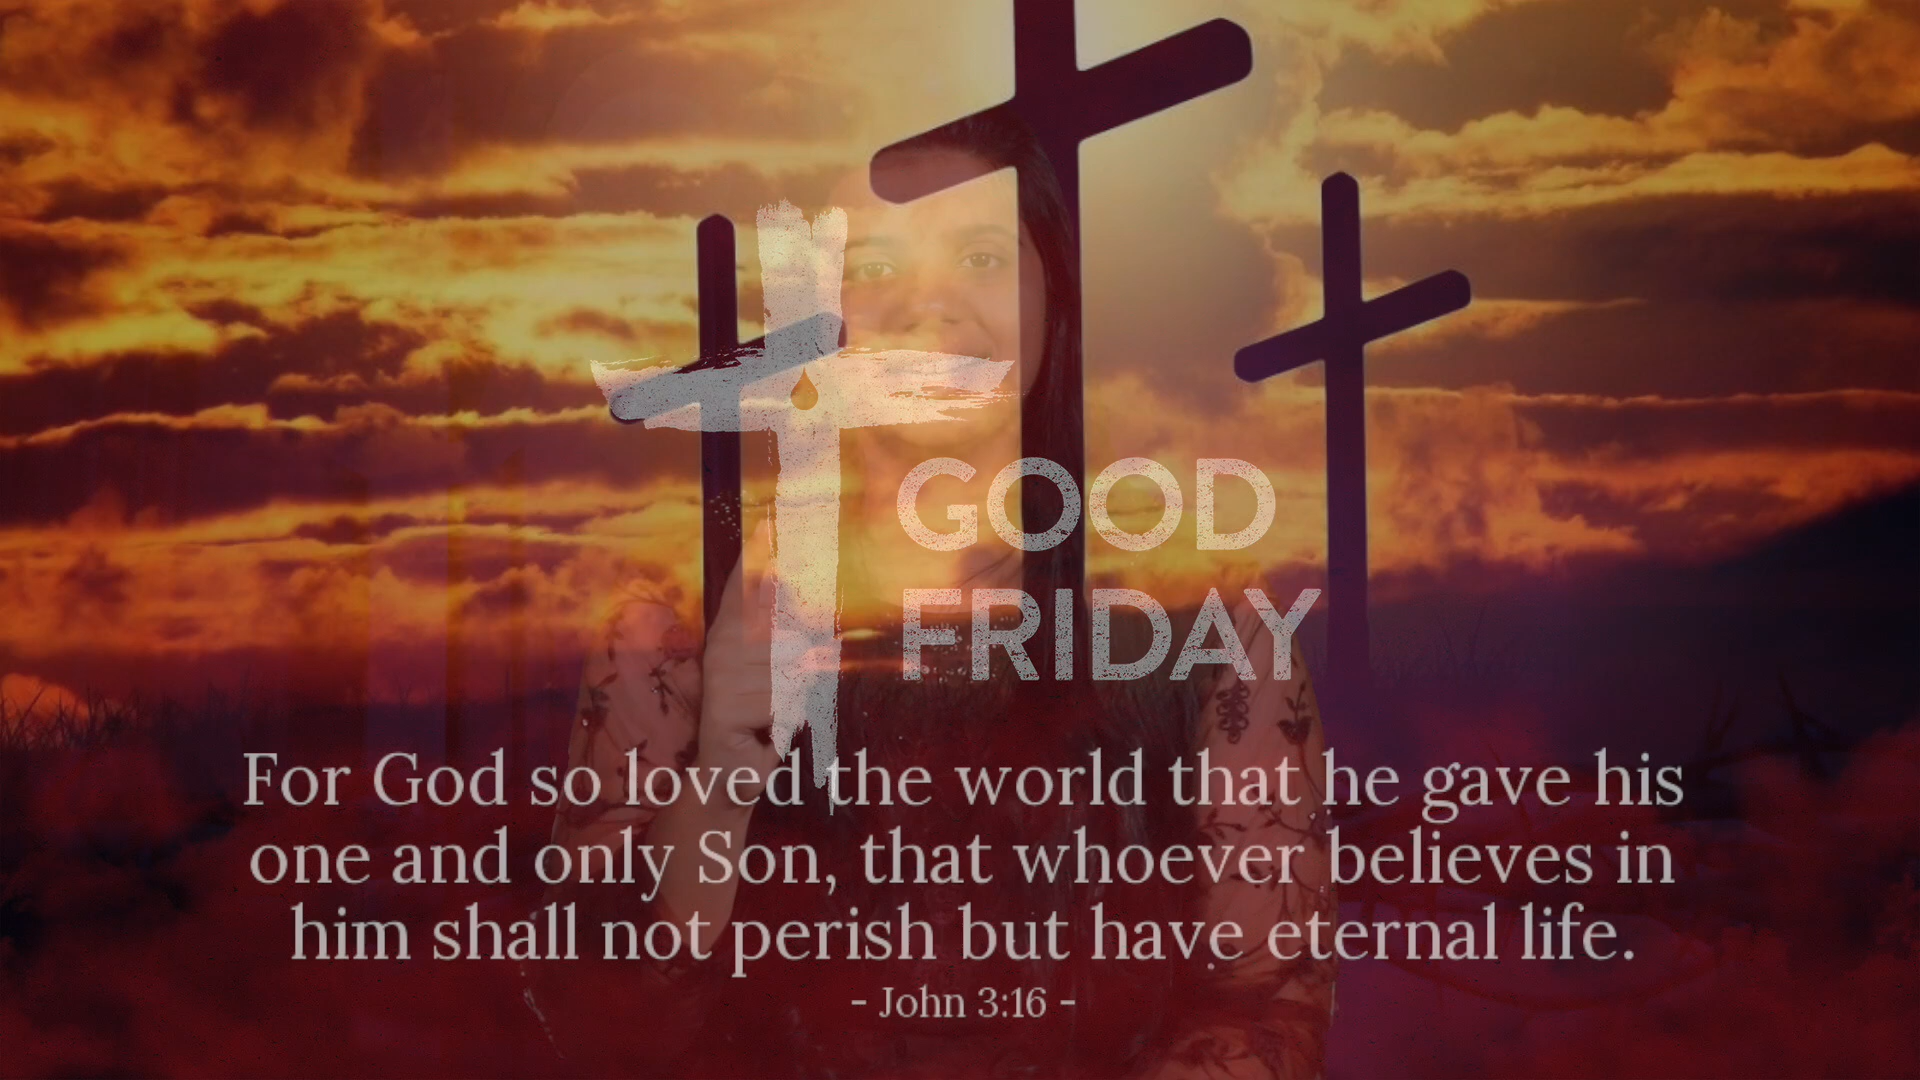 GOOD
FRIDAY
For God so loved the world that he gave his
one and only Son, that whoever believes in
him shall not perish but have eternal life.
- John 3:16 -